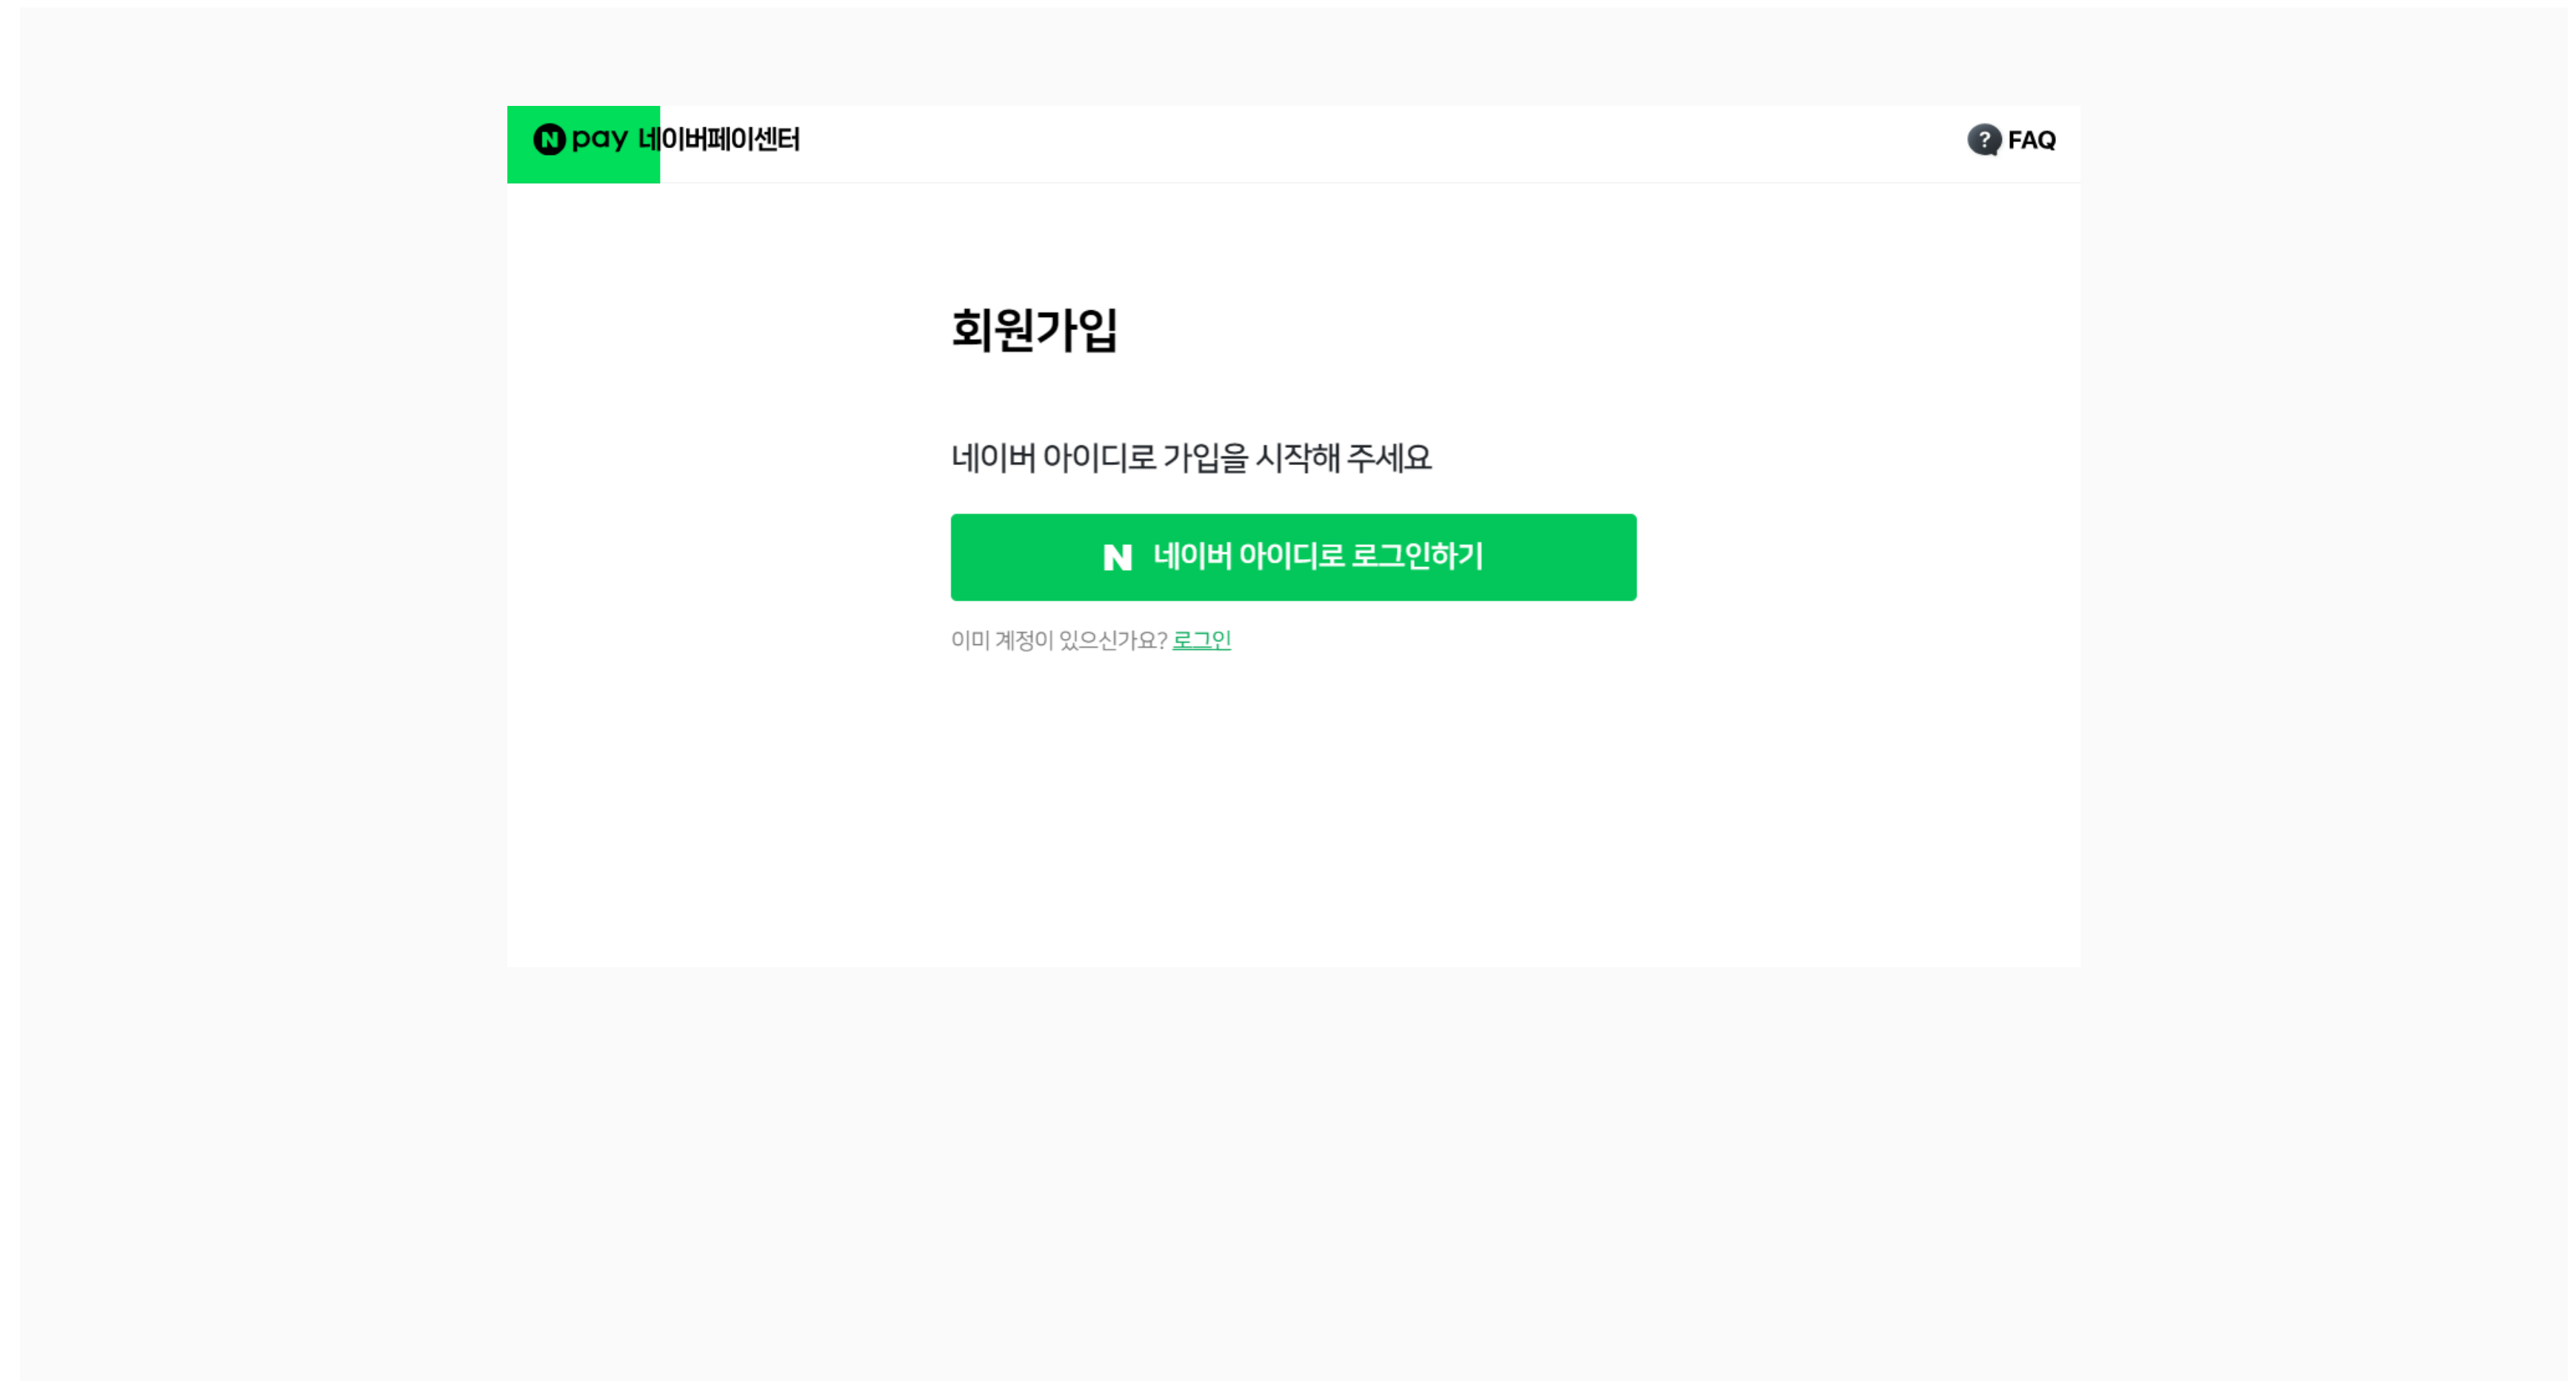 N pay 네이버페이센터
? FAQ
회원가입
네이버 아이디로 가입을 시작해 주세요
N 네이버 아이디로 로그인하기
이미 계정이 있으신가요? 로그인